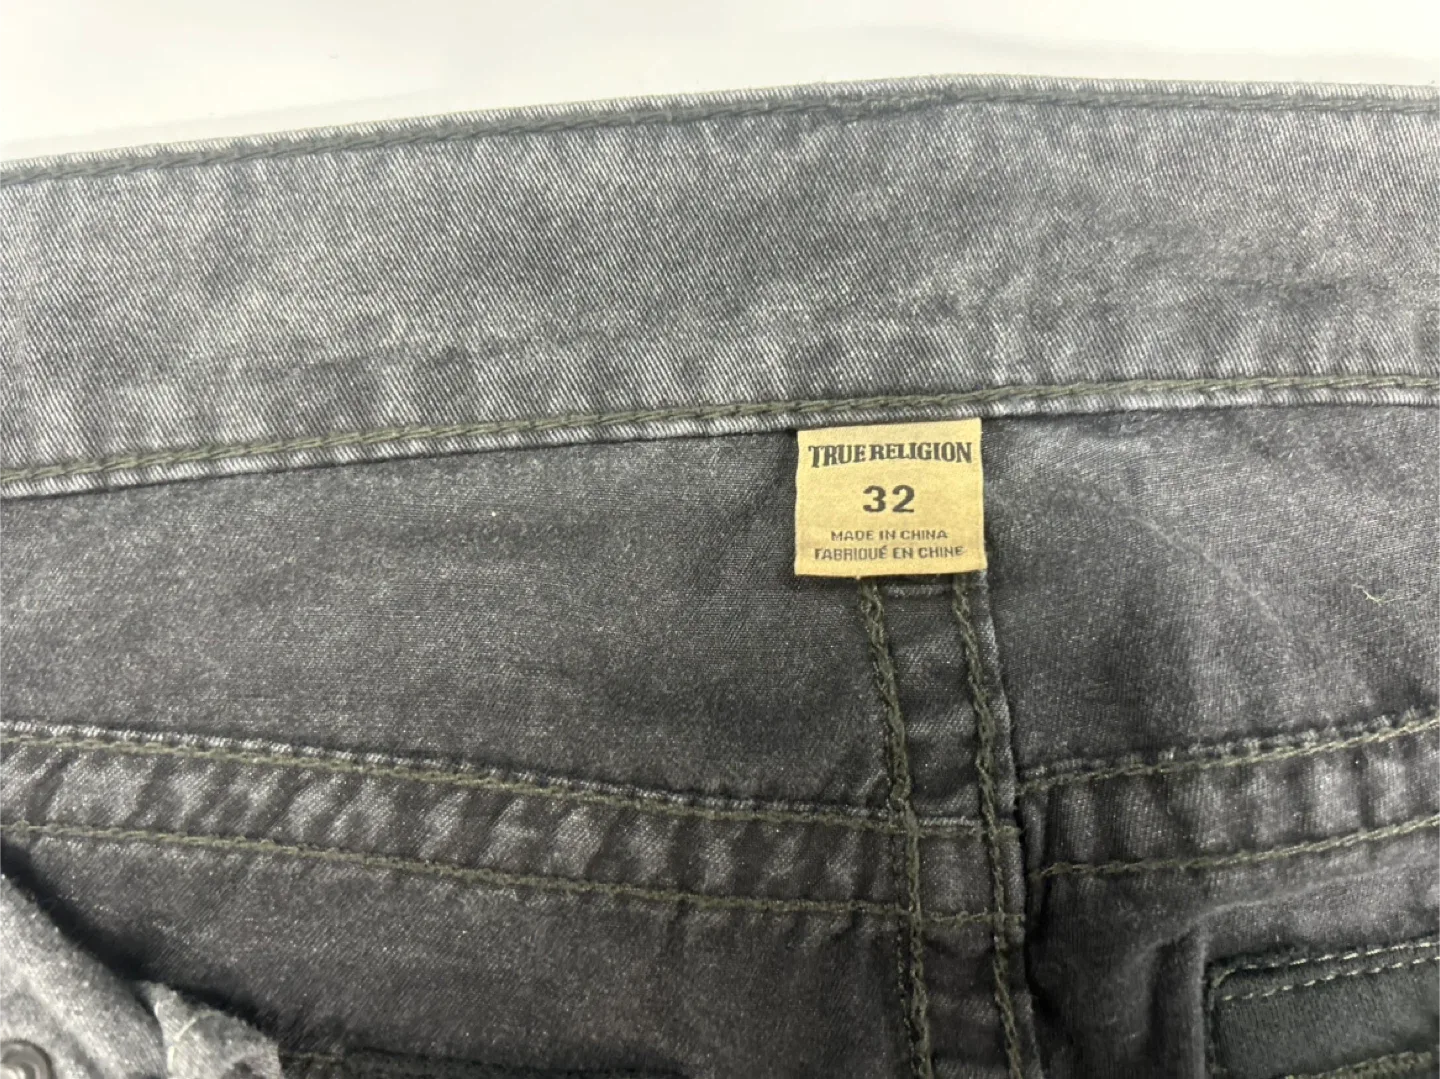 TRUE RELIGION
32
MADE IN CHINA
FABRIQUÉ EN CHINE